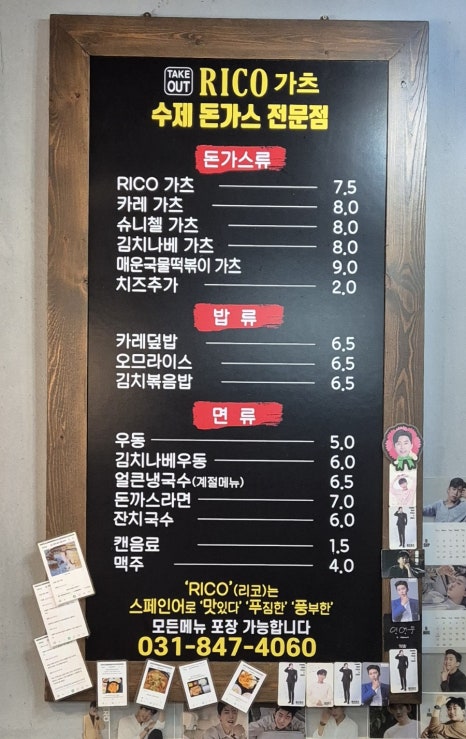 TAKE OUT RICO 가츠
수제 돈가스 전문점
돈가스류
RICO 가츠 7.5
카레 가츠 8.0
슈니첼 가츠 8.0
김치나베 가츠 8.0
매운국물떡볶이 가츠 9.0
치즈추가 2.0
밥 류
카레덮밥 6.5
오므라이스 6.5
김치볶음밥 6.5
면 류
우동 5.0
김치나베우동 6.0
얼큰냉국수(계절메뉴) 6.5
돈까스라면 7.0
잔치국수 6.0
캔음료 1.5
맥주 4.0
'RICO'(리코)는
스페인어로 '맛있다' '푸짐한' '풍부한'
모든메뉴 포장 가능합니다
031-847-4060